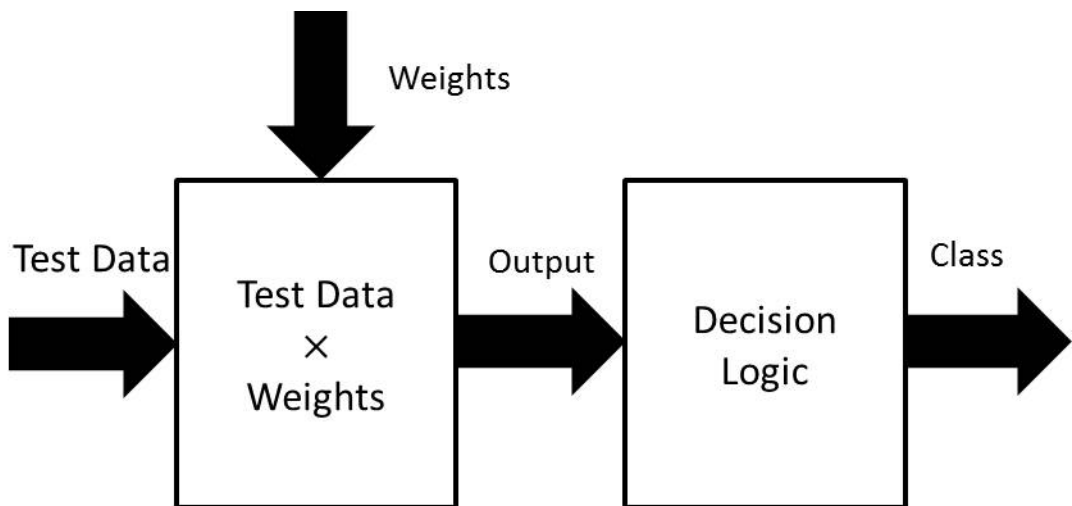 Weights
Test Data
Test Data
×
Weights
Output
Decision
Logic
Class